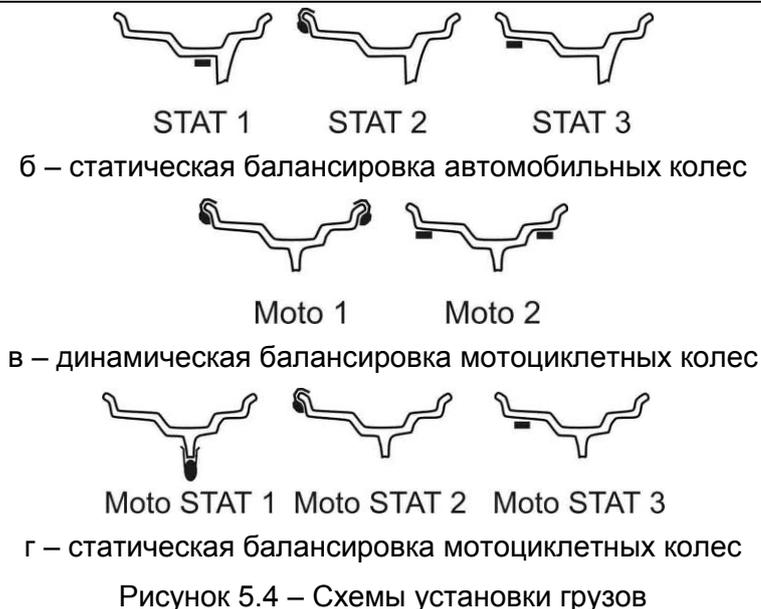 STAT 1 STAT 2 STAT 3
б – статическая балансировка автомобильных колес
Moto 1 Moto 2
в – динамическая балансировка мотоциклетных колес
Moto STAT 1 Moto STAT 2 Moto STAT 3
г – статическая балансировка мотоциклетных колес
Рисунок 5.4 – Схемы установки грузов